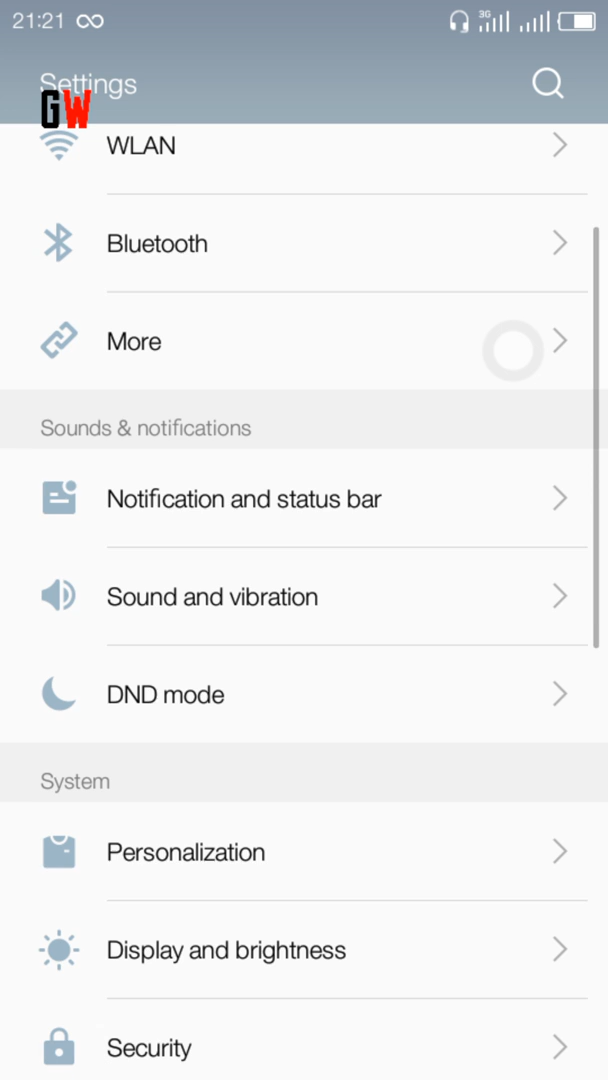 21:21
3G
Settings
GW
WLAN
Bluetooth
More
Sounds & notifications
Notification and status bar
Sound and vibration
DND mode
System
Personalization
Display and brightness
Security